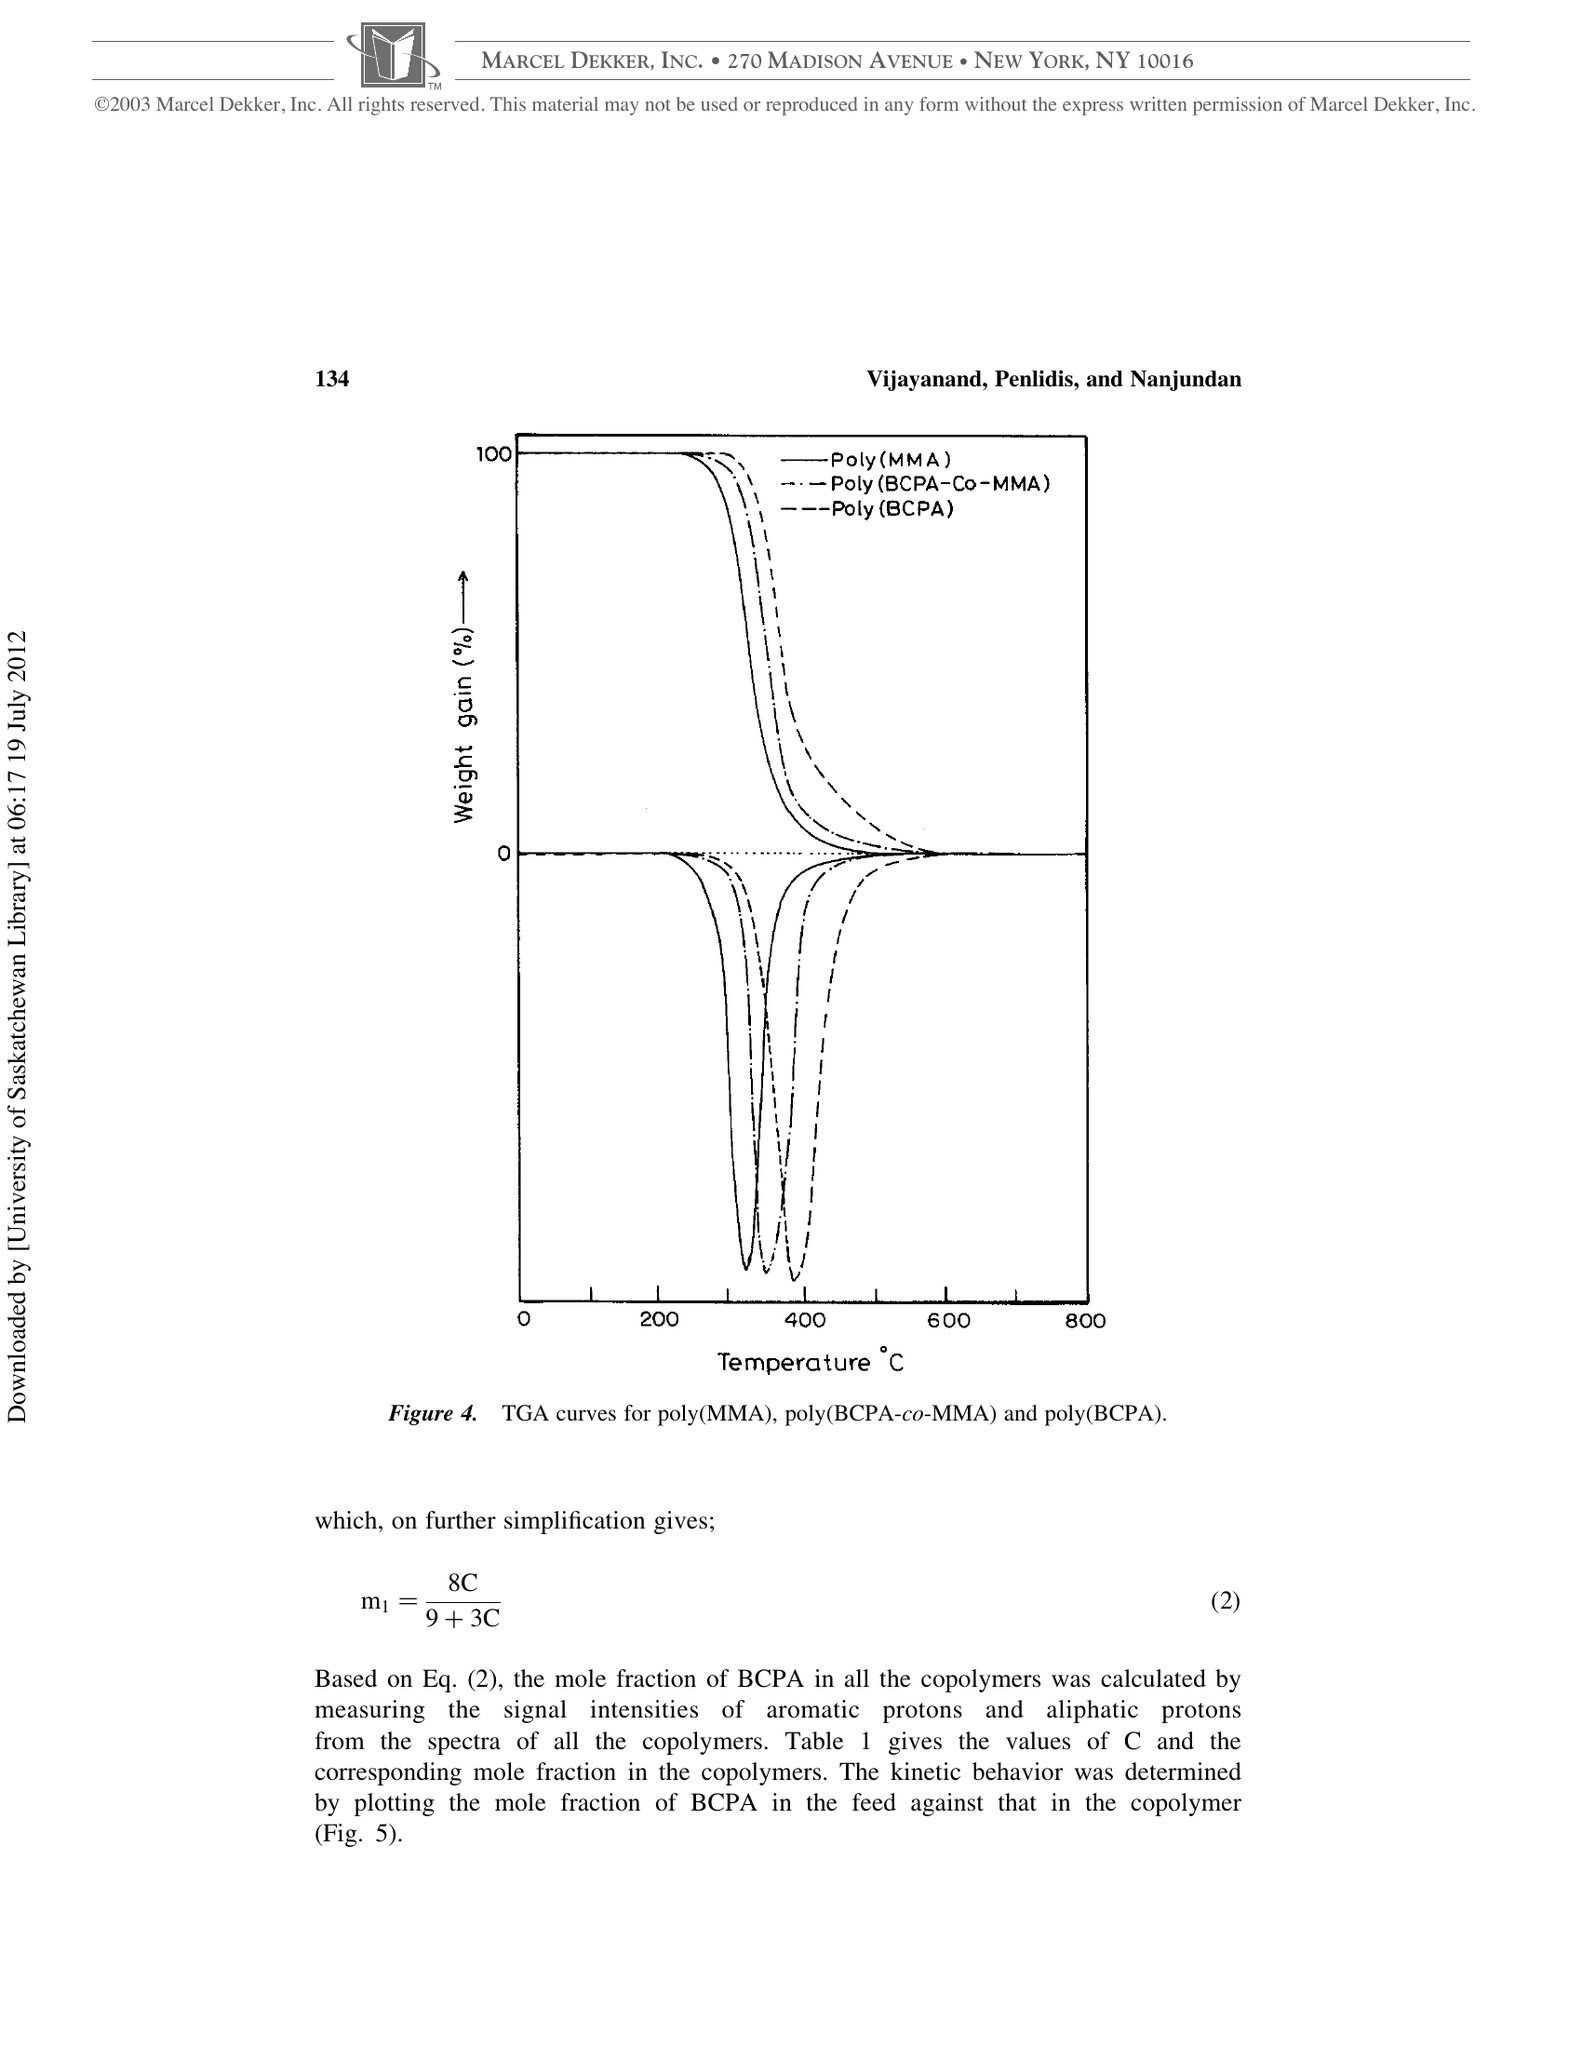 MARCEL DEKKER, INC. • 270 MADISON AVENUE • NEW YORK, NY 10016
TM
©2003 Marcel Dekker, Inc. All rights reserved. This material may not be used or reproduced in any form without the express written permission of Marcel Dekker, Inc.
134
Vijayanand, Penlidis, and Nanjundan
100
Poly(MMA)
Poly(BCPA-Co-MMA)
Poly(BCPA)
Weight gain (%)
0
0 200 400 600 800
Temperature °C
Figure 4. TGA curves for poly(MMA), poly(BCPA-co-MMA) and poly(BCPA).
which, on further simplification gives;
m₁ = 8C / 9 + 3C (2)
Based on Eq. (2), the mole fraction of BCPA in all the copolymers was calculated by
measuring the signal intensities of aromatic protons and aliphatic protons
from the spectra of all the copolymers. Table 1 gives the values of C and the
corresponding mole fraction in the copolymers. The kinetic behavior was determined
by plotting the mole fraction of BCPA in the feed against that in the copolymer
(Fig. 5).
Downloaded by [University of Saskatchewan Library] at 06:17 19 July 2012